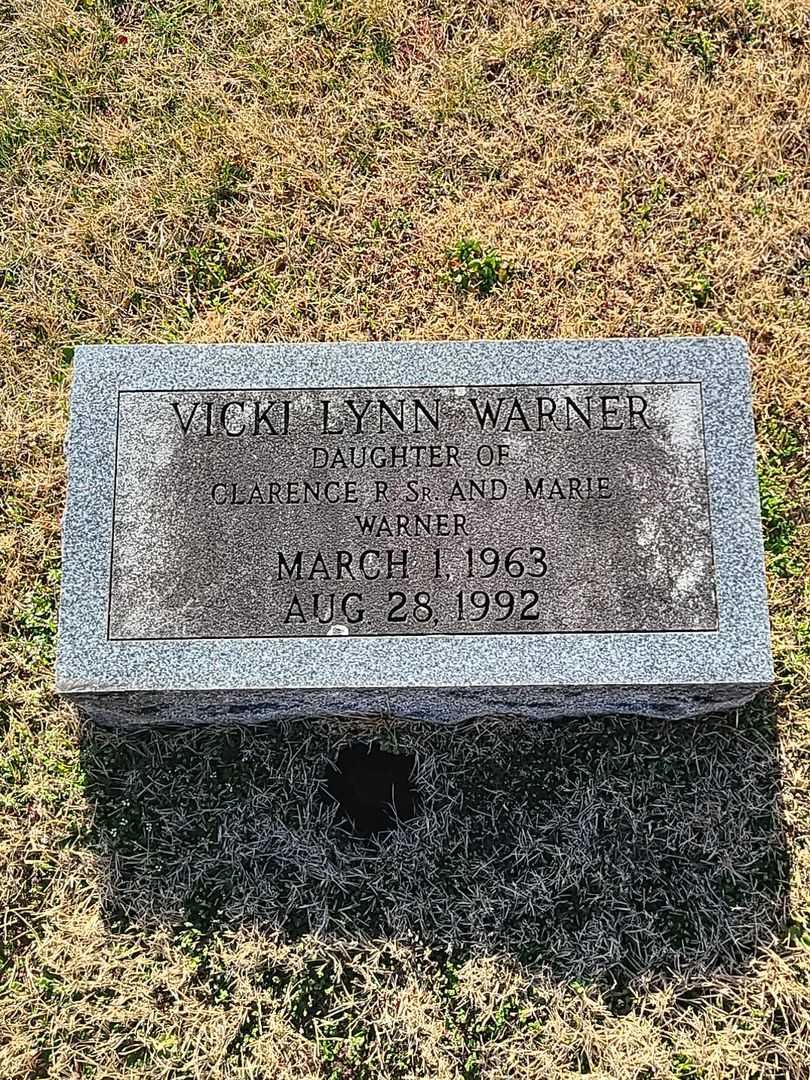 VICKI LYNN WARNER
DAUGHTER OF
CLARENCE R. SR. AND MARIE
WARNER
MARCH 1, 1963
AUG. 28, 1992